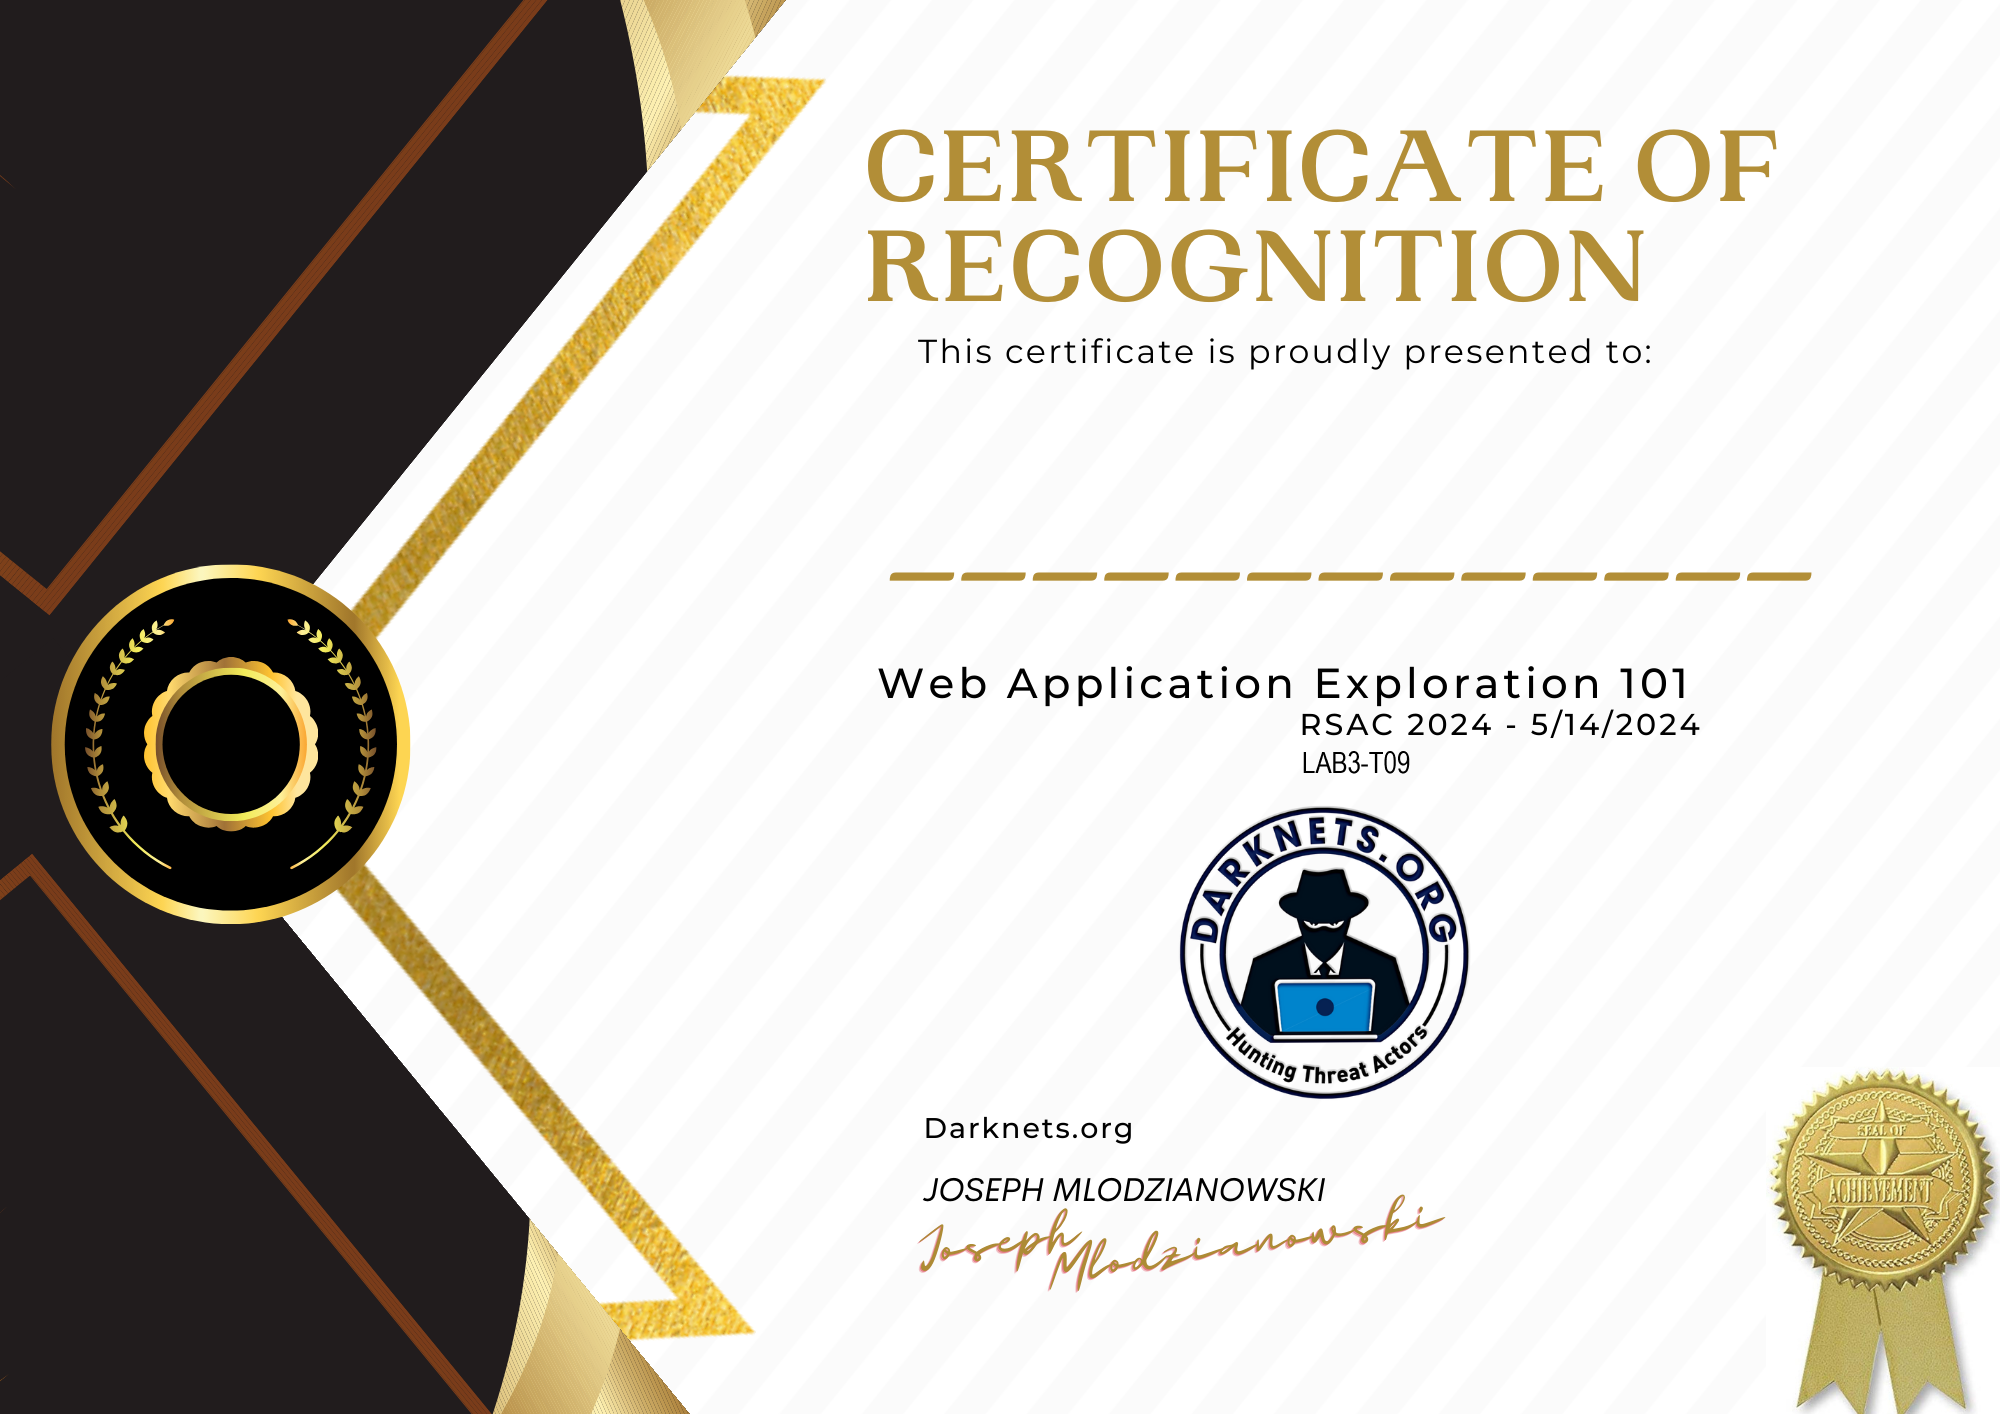 CERTIFICATE OF
RECOGNITION
This certificate is proudly presented to:
Web Application Exploration 101
RSAC 2024 - 5/14/2024
LAB3-T09
DARKNETS.ORG
Hunting Threat Actors
Darknets.org
JOSEPH MLODZIANOWSKI
Joseph
Mlodzianowski
SEAL OF
ACHIEVEMENT